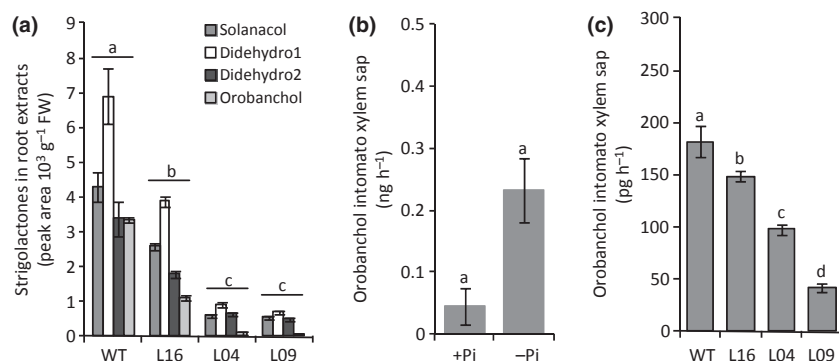 (a)
Strigolactones in root extracts
(peak area 10³ g⁻¹ FW)
9
8
7
6
5
4
3
2
1
0
Solanacol
Didehydro1
Didehydro2
Orobanchol
a
b
c
c
WT L16 L04 L09
(b)
Orobanchol intomato xylem sap
(ng h⁻¹)
0.5
0.4
0.3
0.2
0.1
0
a
a
+Pi –Pi
(c)
Orobanchol intomato xylem sap
(pg h⁻¹)
300
250
200
150
100
50
0
a
b
c
d
WT L16 L04 L09